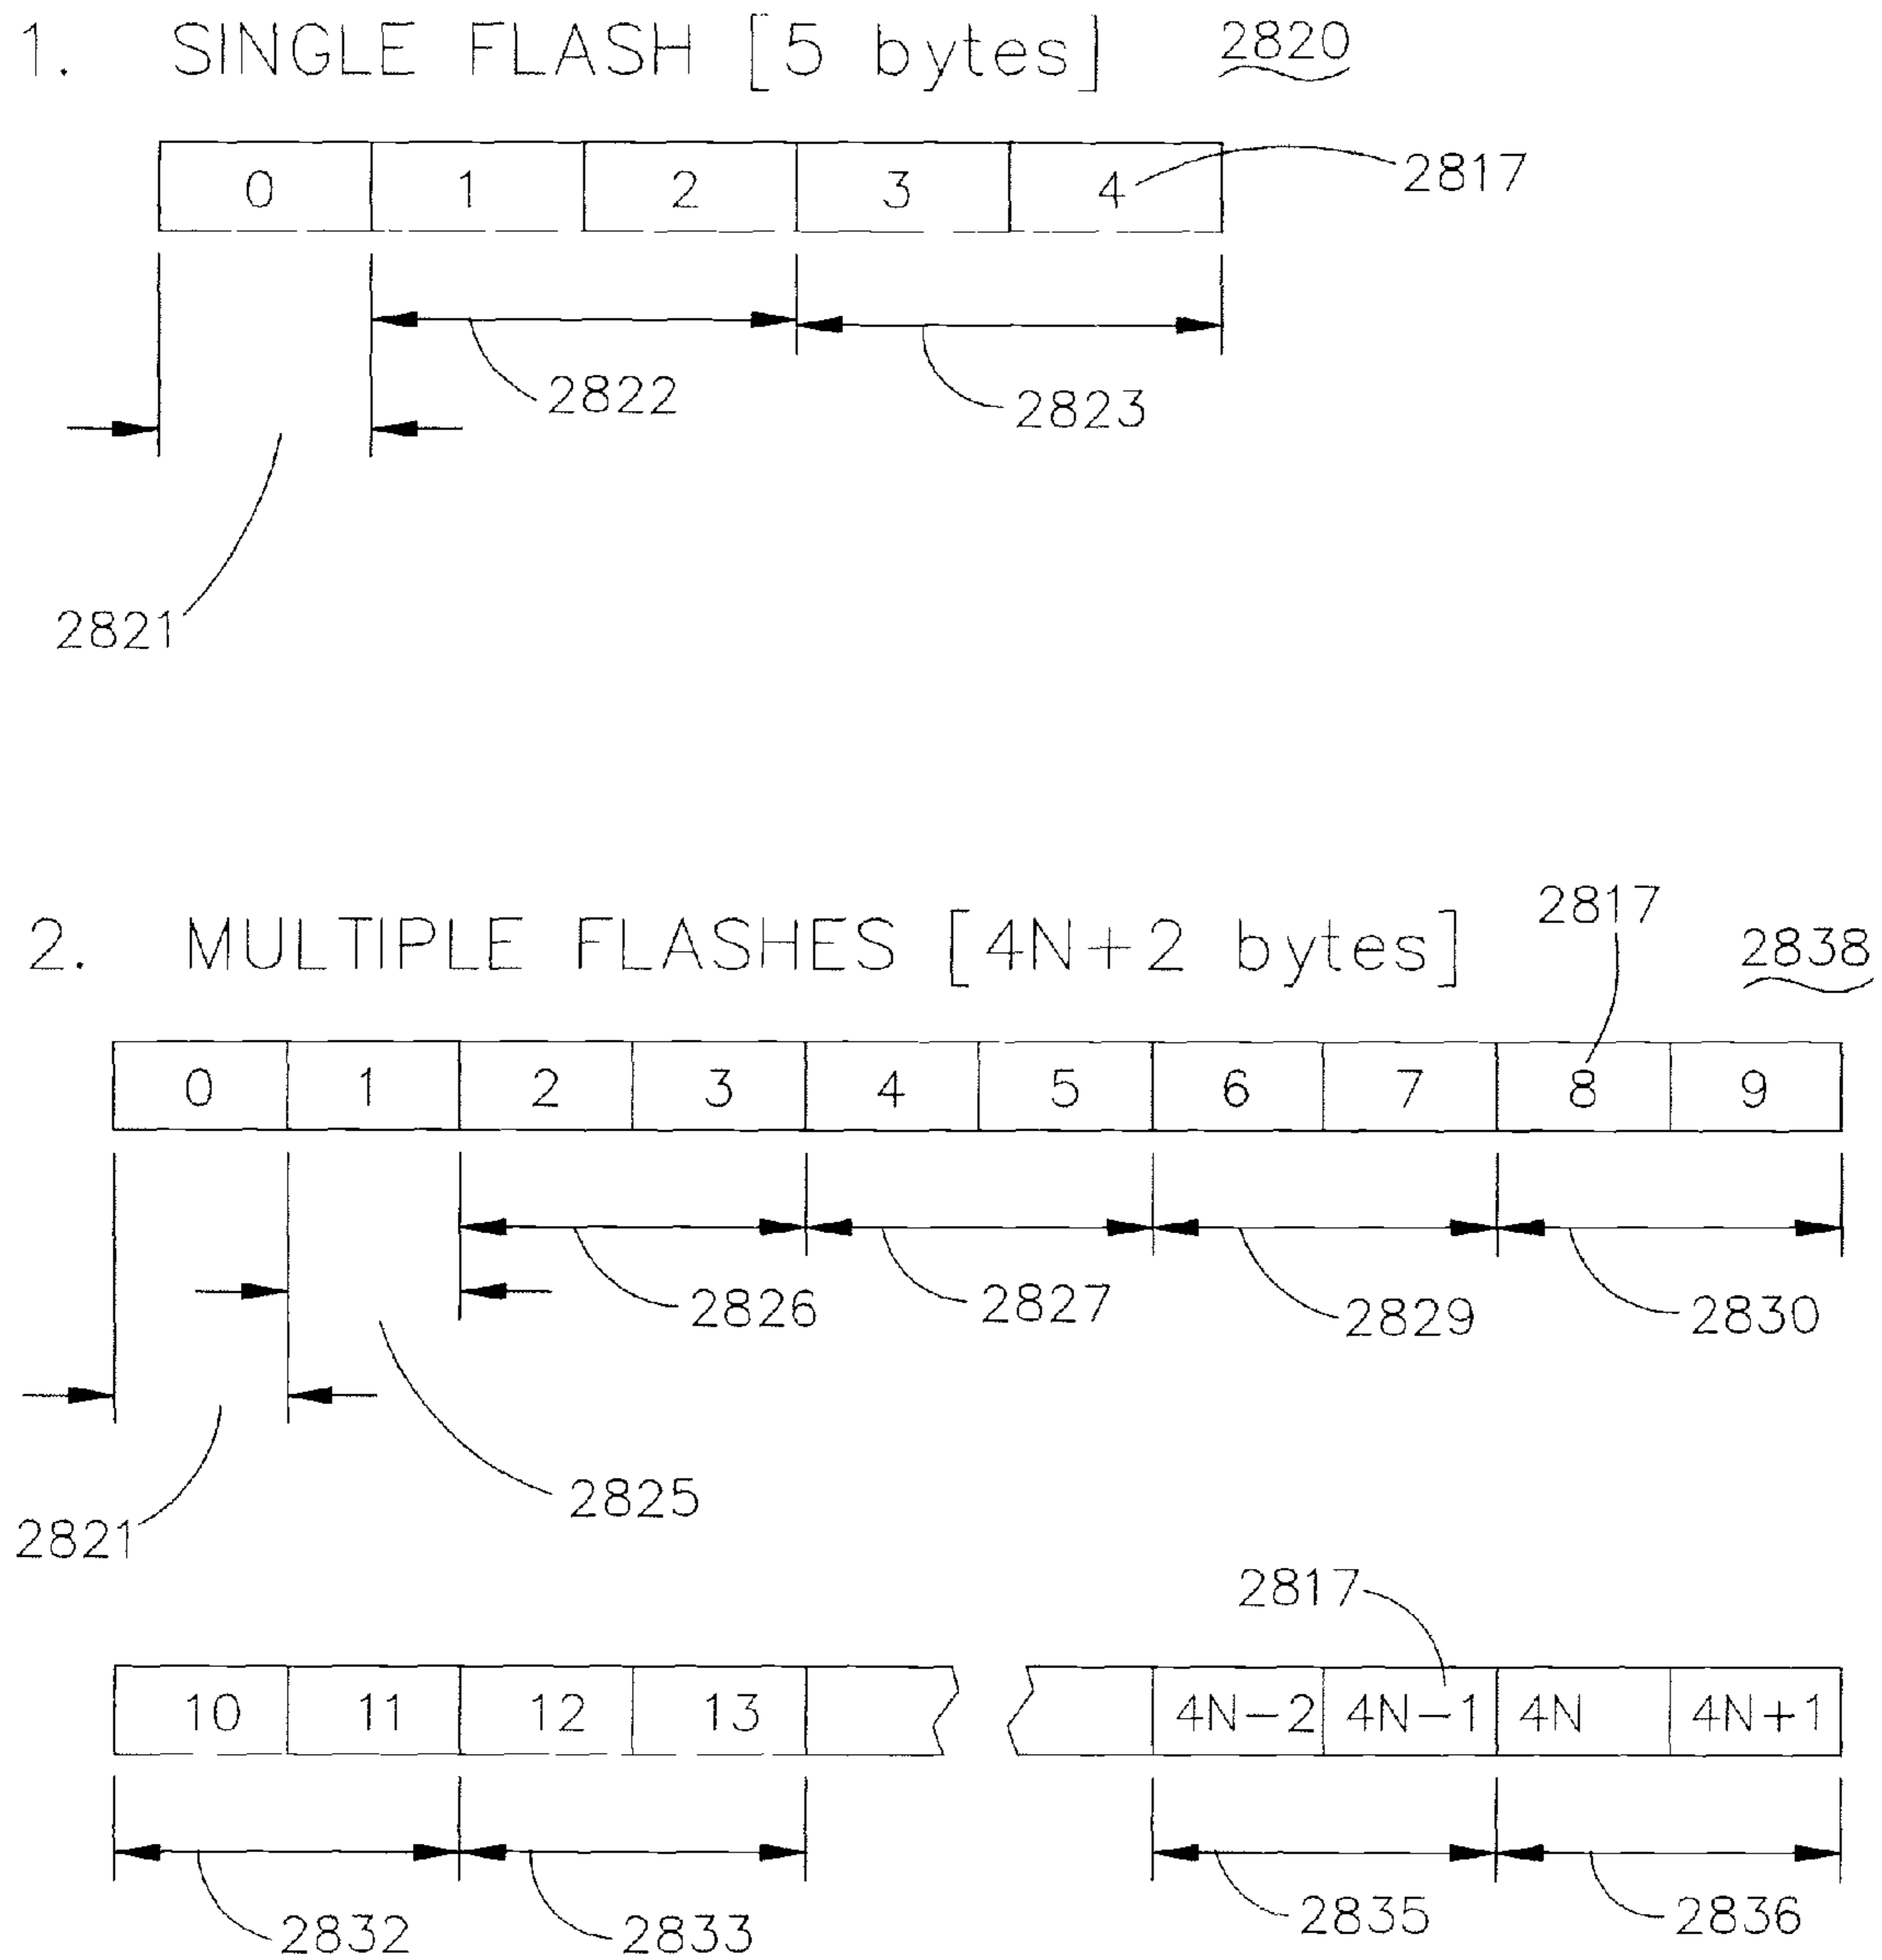 1. SINGLE FLASH [5 bytes] 2820
0 1 2 3 4 2817
2822 2823
2821
2. MULTIPLE FLASHES [4N+2 bytes] 2817 2838
0 1 2 3 4 5 6 7 8 9
2826 2827 2829 2830
2825
2821
2817
10 11 12 13 4N-2 4N-1 4N 4N+1
2832 2833 2835 2836